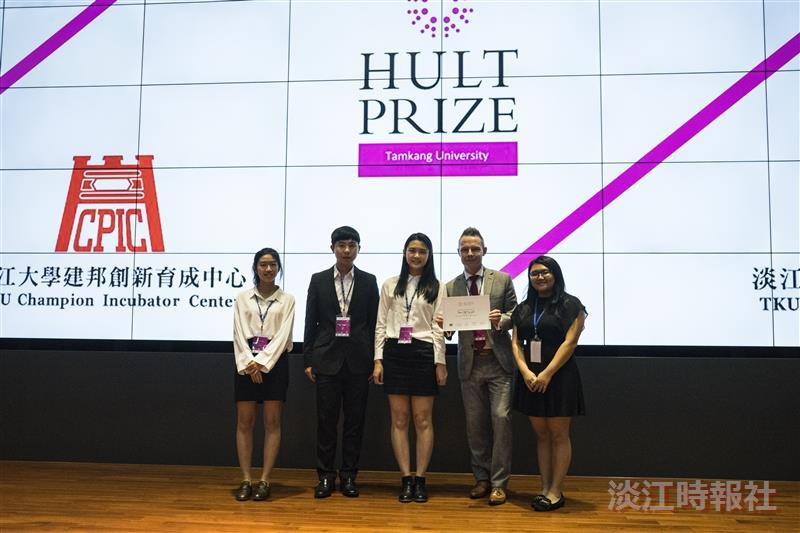 HULT
PRIZE
Tamkang University
CPIC
江大學建邦創新育成中心
U Champion Incubator Center
淡江
TKU
淡江時報社